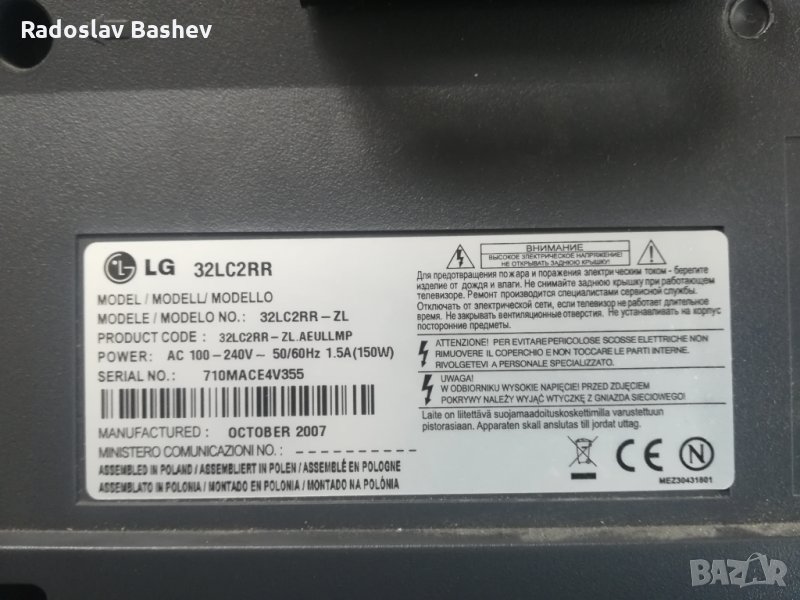 Radoslav Bashev
LG 32LC2RR
MODEL / MODELL/ MODELLO
MODELE / MODELO NO.: 32LC2RR-ZL
PRODUCT CODE : 32LC2RR-ZL.AEULLMP
POWER: AC 100-240V~ 50/60Hz 1.5A(150W)
SERIAL NO.: 710MACE4V355
MANUFACTURED : OCTOBER 2007
MINISTERO COMUNICAZIONI NO. : - - - - - - - - - -
ASSEMBLED IN POLAND / ASSEMBLIERT IN POLEN / ASSEMBLÉ EN POLOGNE
ASSEMBLATO IN POLONIA / MONTADO EN POLONIA / MONTADO NA POLÓNIA
ВНИМАНИЕ
ВЫСОКОЕ ЭЛЕКТРИЧЕСКОЕ НАПРЯЖЕНИЕ!
НЕ ОТКРЫВАТЬ ЗАДНЮЮ КРЫШКУ!
Для предотвращения пожара и поражения электрическим током - берегите
изделие от дождя и влаги. Не снимайте заднюю крышку при работающем
телевизоре. Ремонт производится специалистами сервисной службы.
Отключать от электрической сети, если телевизор не работает длительное
время. Не закрывать вентиляционные отверстия. Не устанавливать на корпус
посторонние предметы.
ATTENZIONE! PER EVITARE PERICOLOSE SCOSSE ELETTRICHE NON
RIMUOVERE IL COPERCHIO E NON TOCCARE LE PARTI INTERNE.
RIVOLGETEVI A PERSONALE SPECIALIZZATO.
UWAGA!
W ODBIORNIKU WYSOKIE NAPIĘCIE! PRZED ZDJĘCIEM
POKRYWY NALEŻY WYJĄĆ WTYCZKĘ Z GNIAZDA SIECIOWEGO!
Laite on liitettävä suojamaadoituskoskettimilla varustettuun
pistorasiaan. Apparaten skall anslutas till jordat uttag.
CE N
MEZ30431801
BAZAR